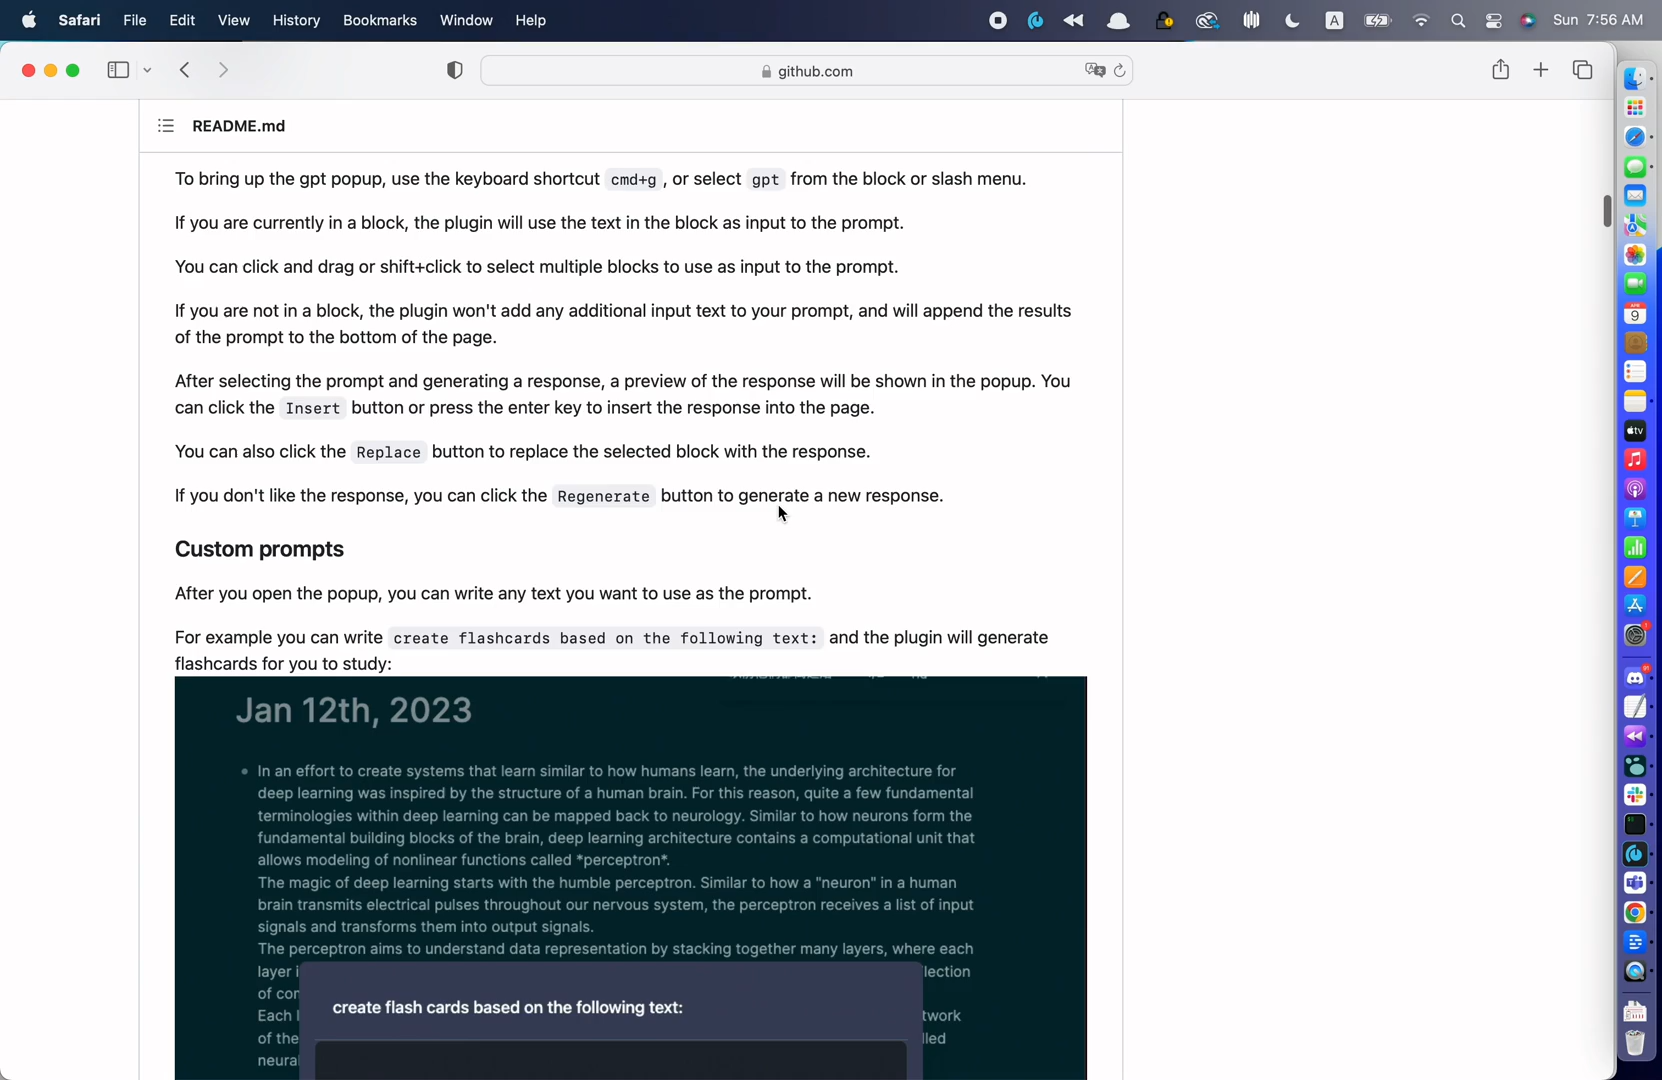 Safari File Edit View History Bookmarks Window Help A Sun 7:56 AM
github.com
README.md
To bring up the gpt popup, use the keyboard shortcut cmd+g, or select gpt from the block or slash menu.
If you are currently in a block, the plugin will use the text in the block as input to the prompt.
You can click and drag or shift+click to select multiple blocks to use as input to the prompt.
If you are not in a block, the plugin won't add any additional input text to your prompt, and will append the results
of the prompt to the bottom of the page.
After selecting the prompt and generating a response, a preview of the response will be shown in the popup. You
can click the Insert button or press the enter key to insert the response into the page.
You can also click the Replace button to replace the selected block with the response.
If you don't like the response, you can click the Regenerate button to generate a new response.
Custom prompts
After you open the popup, you can write any text you want to use as the prompt.
For example you can write create flashcards based on the following text: and the plugin will generate
flashcards for you to study:
Jan 12th, 2023
In an effort to create systems that learn similar to how humans learn, the underlying architecture for
deep learning was inspired by the structure of a human brain. For this reason, quite a few fundamental
terminologies within deep learning can be mapped back to neurology. Similar to how neurons form the
fundamental building blocks of the brain, deep learning architecture contains a computational unit that
allows modeling of nonlinear functions called *perceptron*.
The magic of deep learning starts with the humble perceptron. Similar to how a "neuron" in a human
brain transmits electrical pulses throughout our nervous system, the perceptron receives a list of input
signals and transforms them into output signals.
The perceptron aims to understand data representation by stacking together many layers, where each
layer i lection
of con
create flash cards based on the following text:
Each l twork
of the led
neural
APR
9
tv
1
91